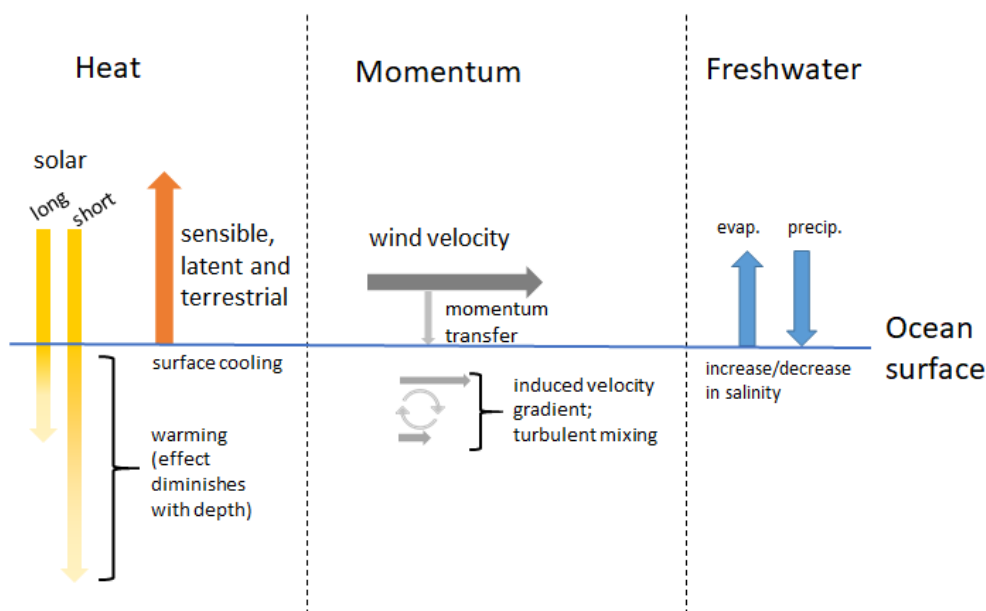 Heat
Momentum
Freshwater
solar
long
short
sensible,
latent and
terrestrial
surface cooling
warming
(effect
diminishes
with depth)
wind velocity
momentum
transfer
induced velocity
gradient;
turbulent mixing
evap.
precip.
increase/decrease
in salinity
Ocean
surface